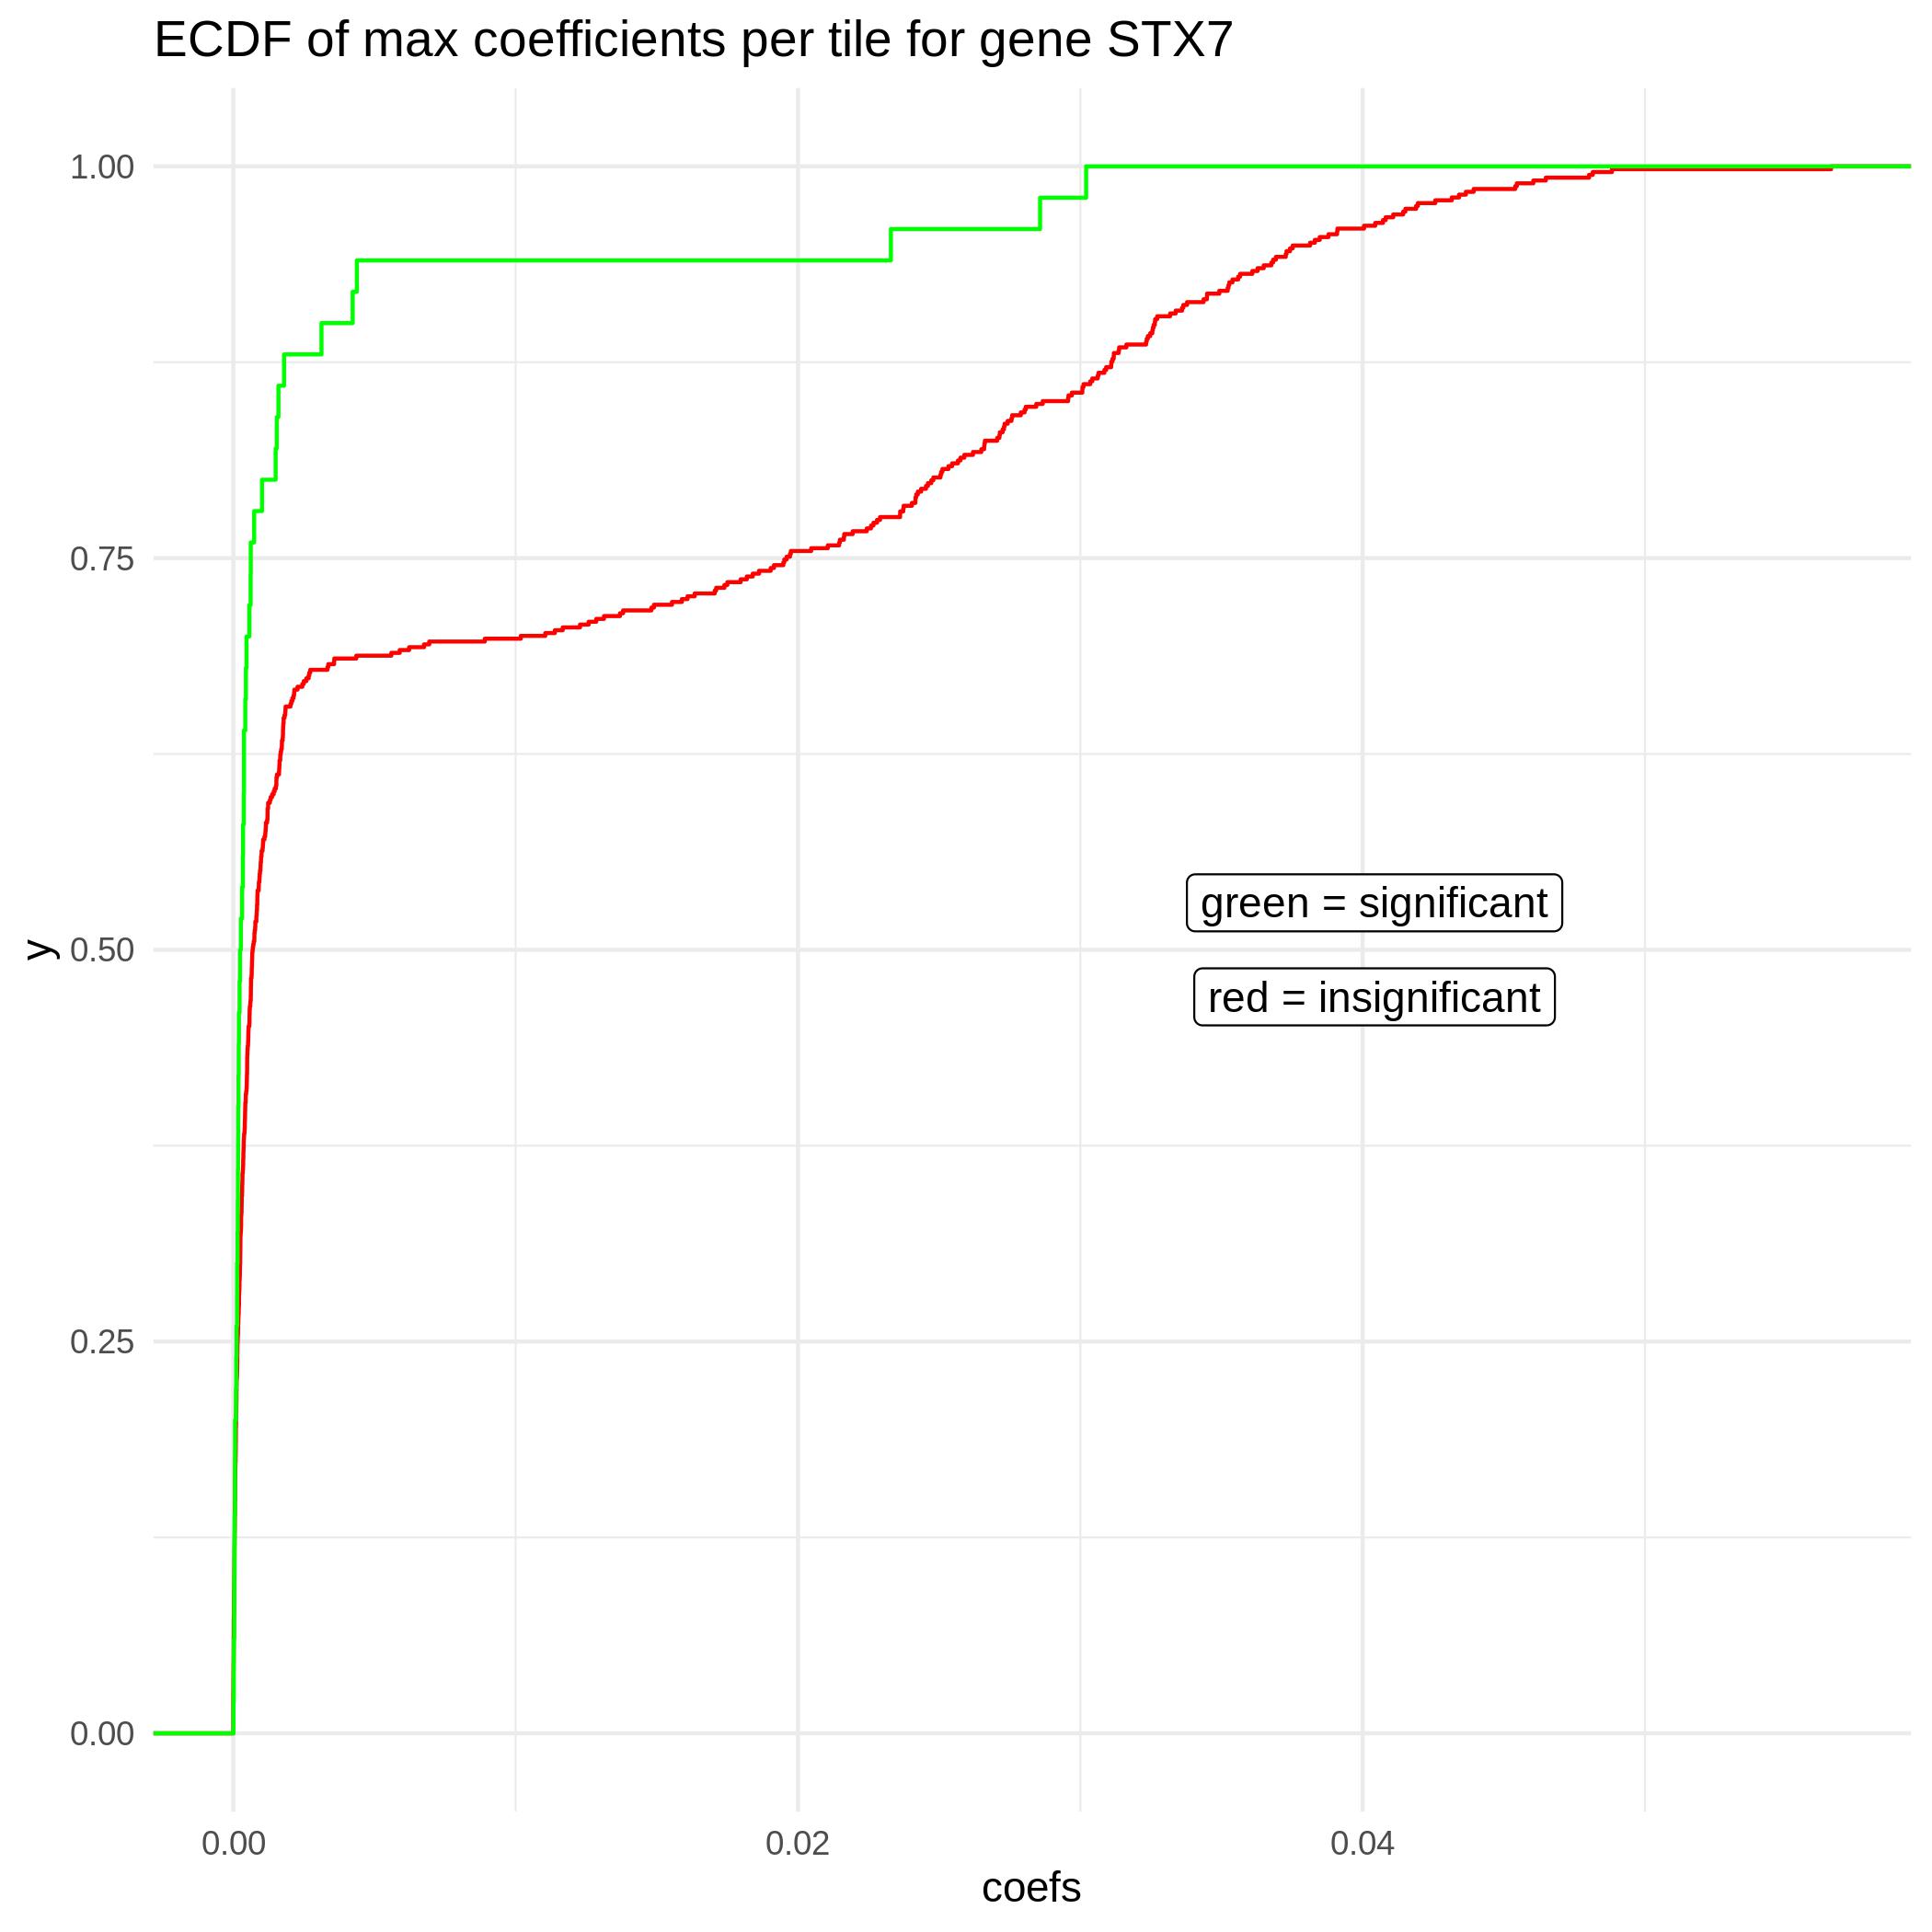 ECDF of max coefficients per tile for gene STX7
1.00
0.75
0.50
0.25
0.00
y
green = significant
red = insignificant
0.00 0.02 0.04
coefs